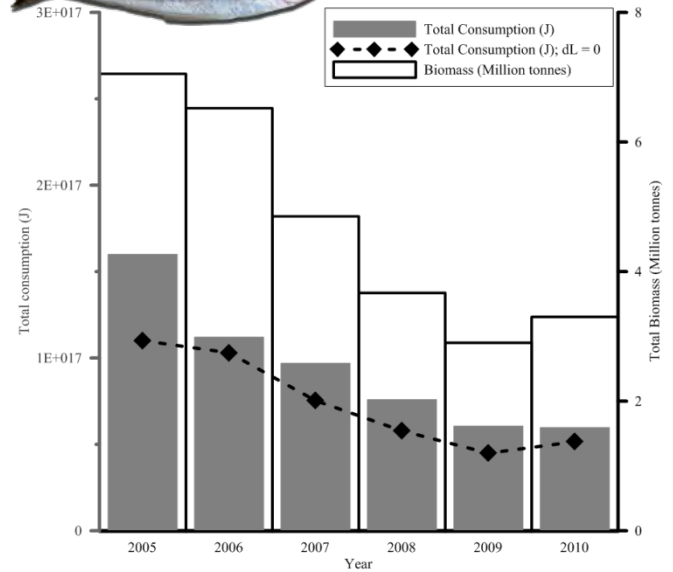 3E+017
8
Total Consumption (J)
Total Consumption (J); dL = 0
Biomass (Million tonnes)
6
2E+017
4
1E+017
2
0
0
Total consumption (J)
Total Biomass (Million tonnes)
2005 2006 2007 2008 2009 2010
Year